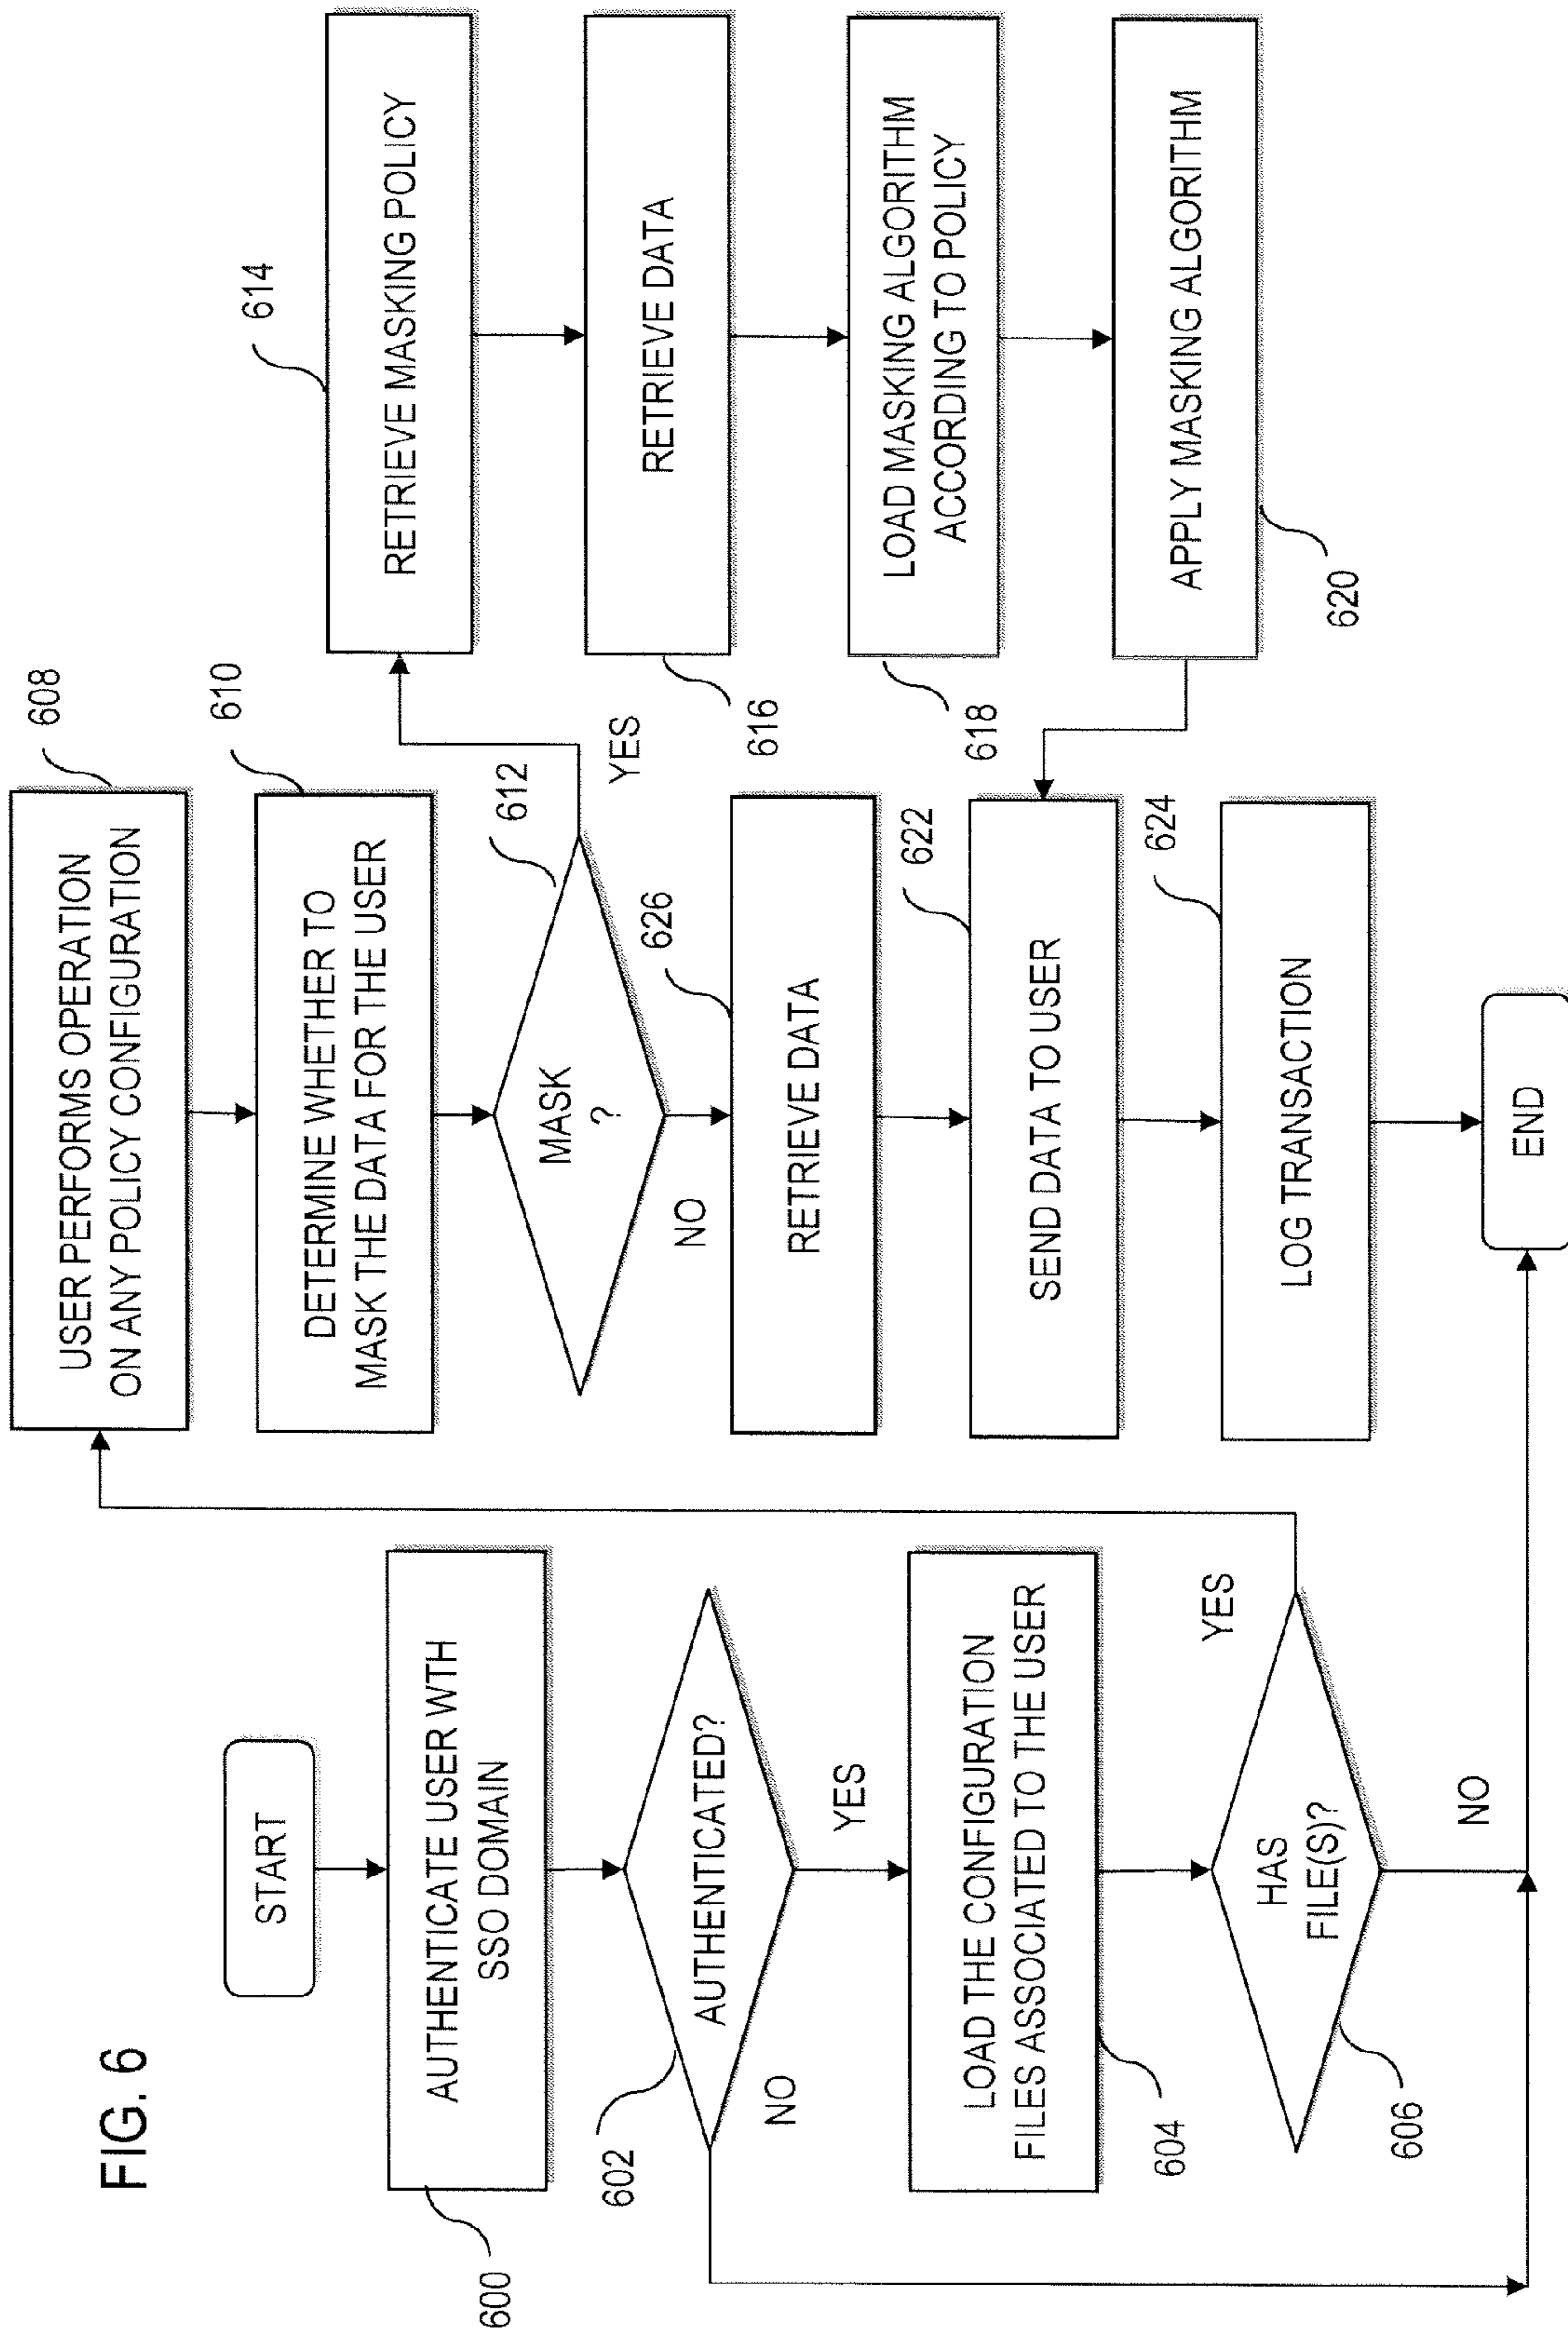 FIG. 6
START
AUTHENTICATE USER WTH
SSO DOMAIN
600
AUTHENTICATED?
602
NO
YES
LOAD THE CONFIGURATION
FILES ASSOCIATED TO THE USER
604
HAS
FILE(S)?
606
YES
NO
USER PERFORMS OPERATION
ON ANY POLICY CONFIGURATION
608
DETERMINE WHETHER TO
MASK THE DATA FOR THE USER
610
MASK
?
612
YES
NO
626
RETRIEVE DATA
622
SEND DATA TO USER
624
LOG TRANSACTION
END
614
RETRIEVE MASKING POLICY
RETRIEVE DATA
616
LOAD MASKING ALGORITHM
ACCORDING TO POLICY
618
APPLY MASKING ALGORITHM
620